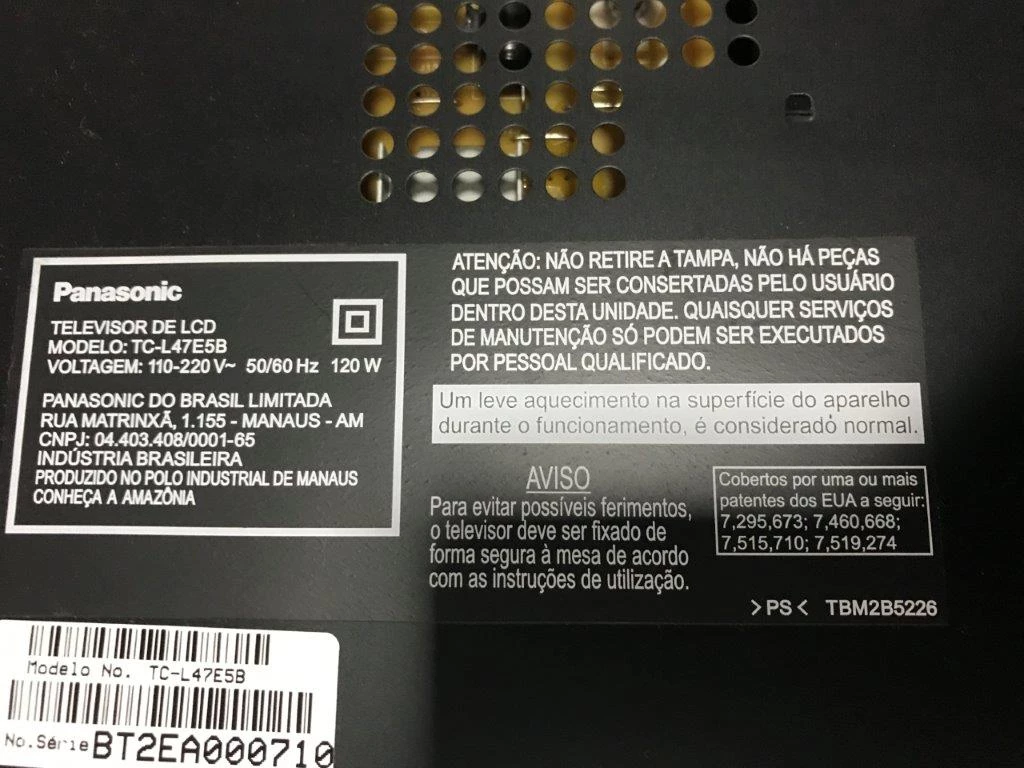 Panasonic
TELEVISOR DE LCD
MODELO: TC-L47E5B
VOLTAGEM: 110-220 V~ 50/60 Hz 120 W
PANASONIC DO BRASIL LIMITADA
RUA MATRINXÃ, 1.155 - MANAUS - AM
CNPJ: 04.403.408/0001-65
INDÚSTRIA BRASILEIRA
PRODUZIDO NO POLO INDUSTRIAL DE MANAUS
CONHEÇA A AMAZÔNIA
ATENÇÃO: NÃO RETIRE A TAMPA, NÃO HÁ PEÇAS
QUE POSSAM SER CONSERTADAS PELO USUÁRIO
DENTRO DESTA UNIDADE. QUAISQUER SERVIÇOS
DE MANUTENÇÃO SÓ PODEM SER EXECUTADOS
POR PESSOAL QUALIFICADO.
Um leve aquecimento na superfície do aparelho
durante o funcionamento, é considerado normal.
AVISO
Para evitar possíveis ferimentos,
o televisor deve ser fixado de
forma segura à mesa de acordo
com as instruções de utilização.
Cobertos por uma ou mais
patentes dos EUA a seguir:
7,295,673; 7,460,668;
7,515,710; 7,519,274
>PS< TBM2B5226
Modelo No. TC-L47E5B
No.Série BT2EA000710